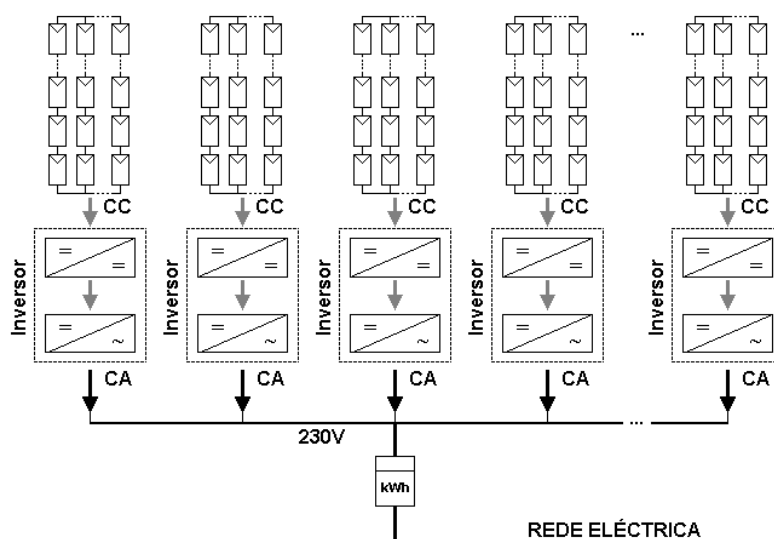 ...
CC CC CC CC CC
Inversor Inversor Inversor Inversor Inversor
= = = = =
= = = = =
= = = = =
~ ~ ~ ~ ~
CA CA CA CA CA
230V ...
kWh
REDE ELÉCTRICA